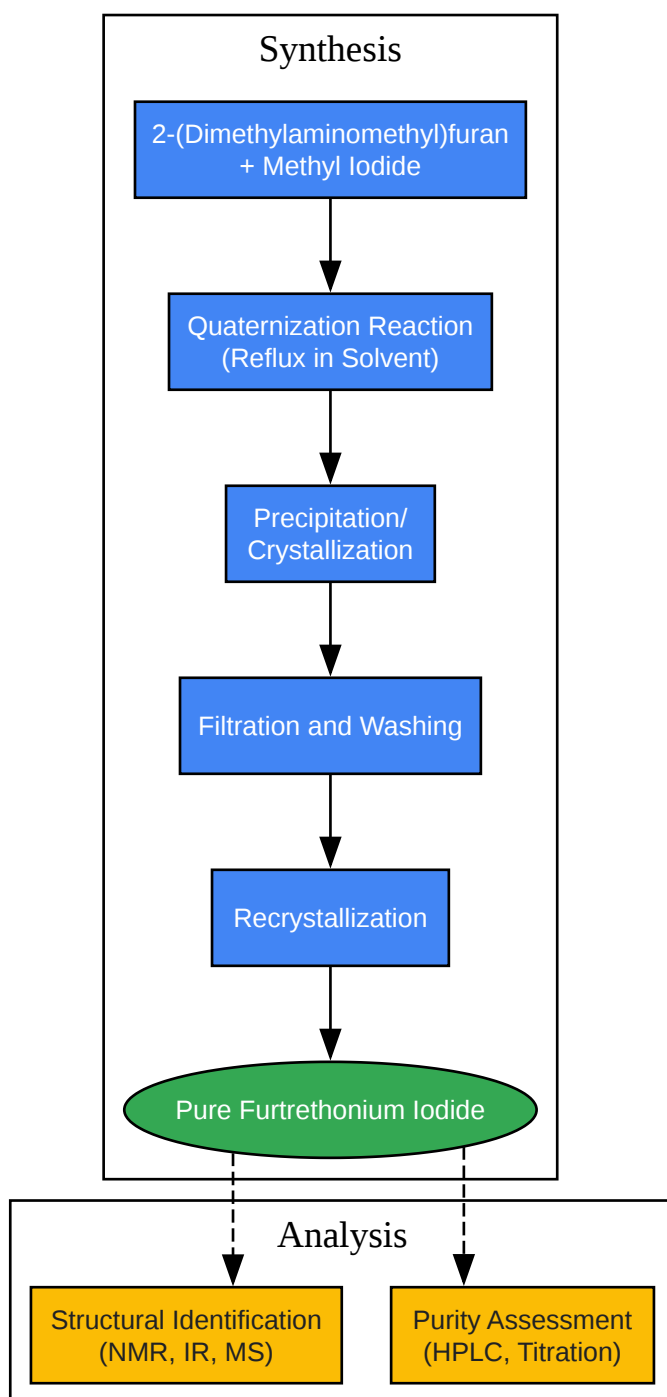 Synthesis
2-(Dimethylaminomethyl)furan
+ Methyl Iodide
Quaternization Reaction
(Reflux in Solvent)
Precipitation/
Crystallization
Filtration and Washing
Recrystallization
Pure Furtrethonium Iodide
Analysis
Structural Identification
(NMR, IR, MS)
Purity Assessment
(HPLC, Titration)